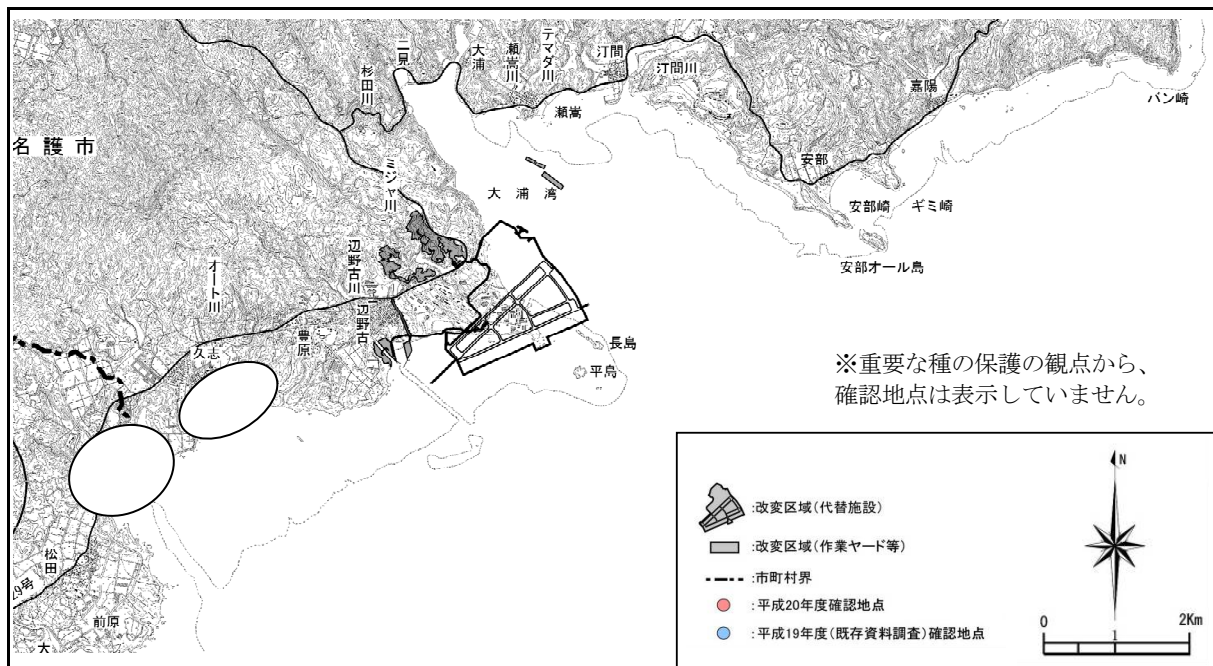 名護市
杉田川
二見
大浦
瀬嵩川
テマダ川
汀間
汀間川
瀬嵩
嘉陽
バン崎
安部
安部崎
ギミ崎
安部オール島
大浦湾
ミジャ川
辺野古川
オート川
辺野古
豊原
久志
長島
平島
松田
29号
前原
大
※重要な種の保護の観点から、
確認地点は表示していません。
:改変区域(代替施設)
:改変区域(作業ヤード等)
:市町村界
:平成20年度確認地点
:平成19年度(既存資料調査)確認地点
N
0 1 2Km